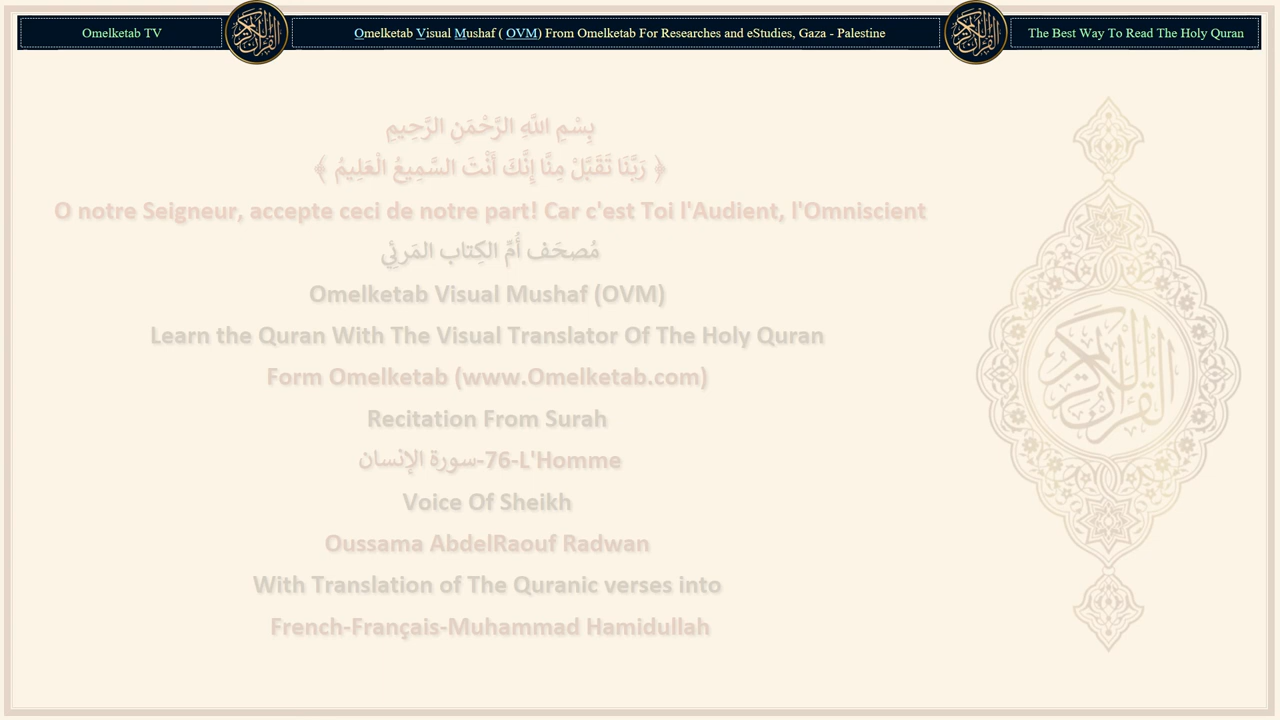 Omelketab TV
Omelketab Visual Mushaf ( OVM) From Omelketab For Researches and eStudies, Gaza - Palestine
The Best Way To Read The Holy Quran
بِسْمِ اللَّهِ الرَّحْمَنِ الرَّحِيمِ
﴿ رَبَّنَا تَقَبَّلْ مِنَّا إِنَّكَ أَنْتَ السَّمِيعُ الْعَلِيمُ ﴾
O notre Seigneur, accepte ceci de notre part! Car c'est Toi l'Audient, l'Omniscient
مُصحَف أُمِّ الكِتاب المَرئِي
Omelketab Visual Mushaf (OVM)
Learn the Quran With The Visual Translator Of The Holy Quran
Form Omelketab (www.Omelketab.com)
Recitation From Surah
سورة الإنسان-76-L'Homme
Voice Of Sheikh
Oussama AbdelRaouf Radwan
With Translation of The Quranic verses into
French-Français-Muhammad Hamidullah
القرآن الكريم